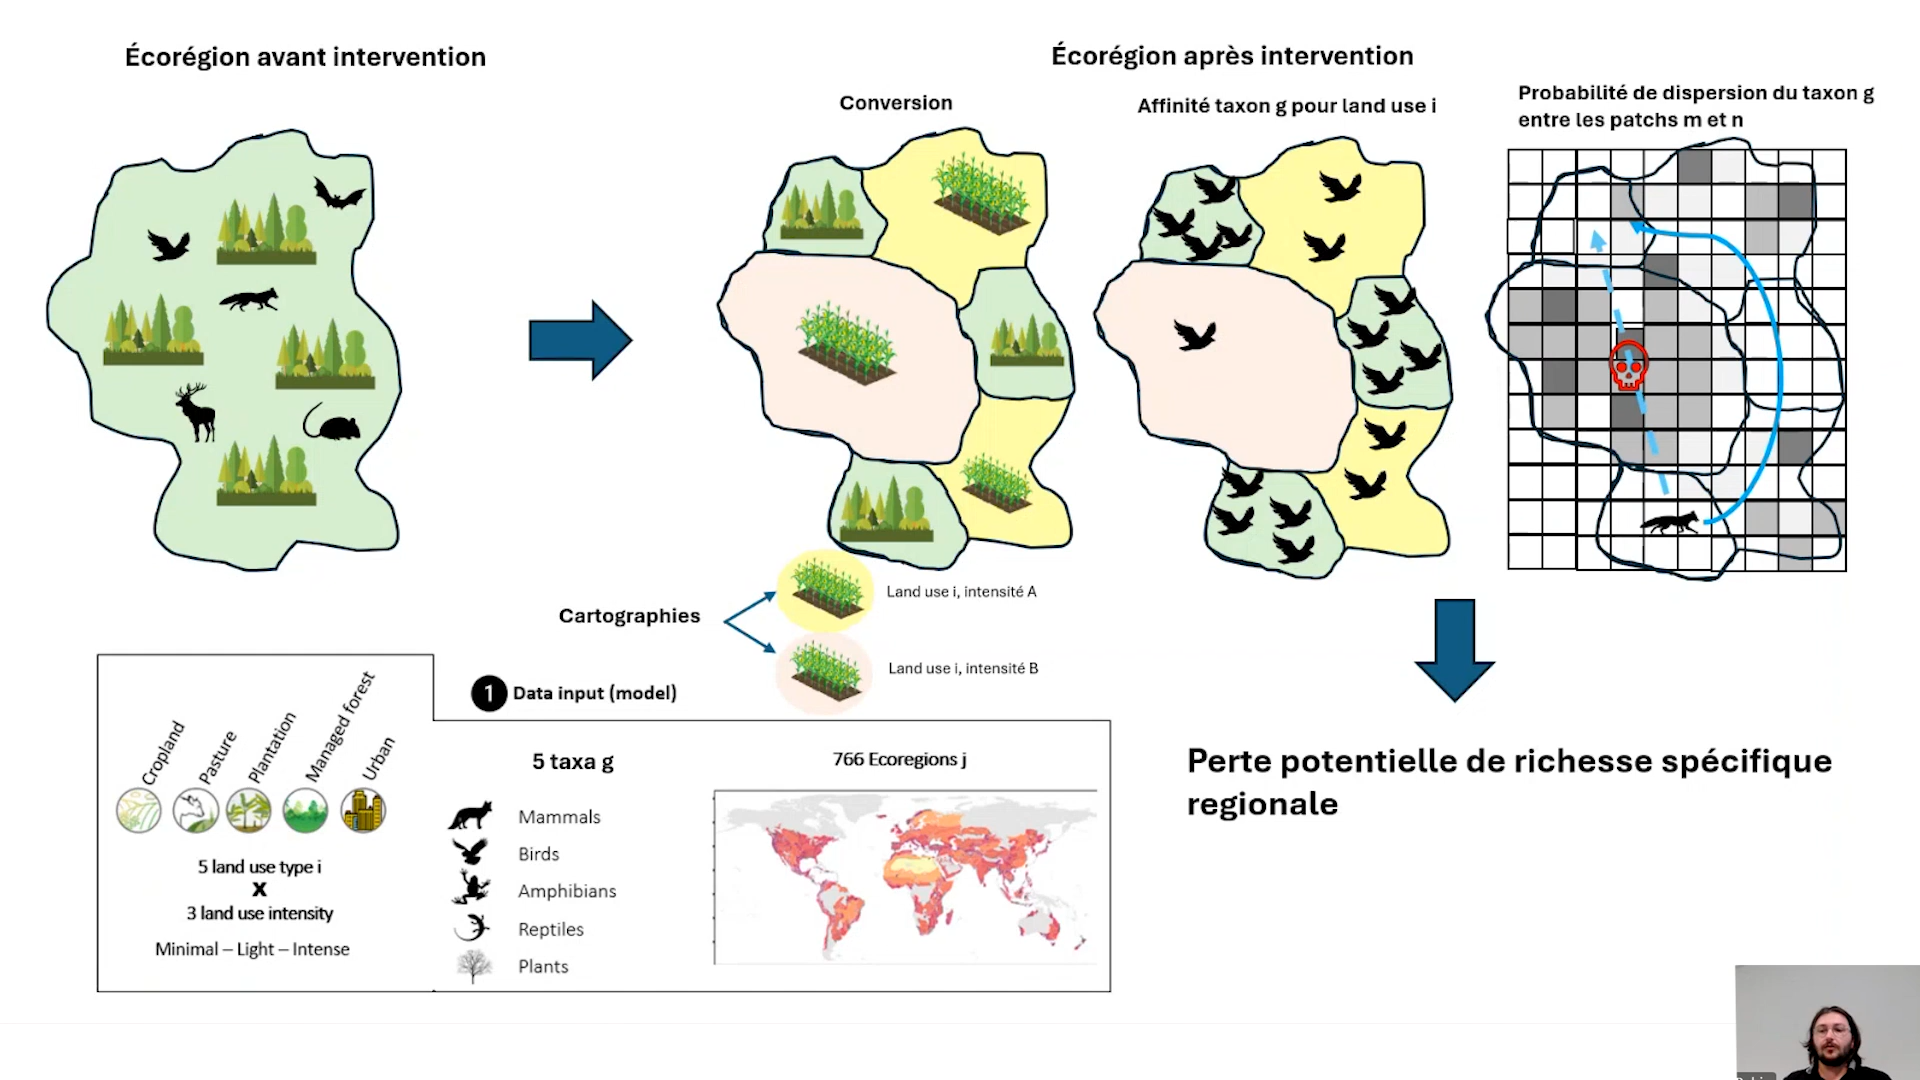 Écorégion avant intervention
Écorégion après intervention
Conversion
Affinité taxon g pour land use i
Probabilité de dispersion du taxon g
entre les patchs m et n
Cartographies
Land use i, intensité A
Land use i, intensité B
1 Data input (model)
Cropland
Pasture
Plantation
Managed forest
Urban
5 land use type i
X
3 land use intensity
Minimal – Light – Intense
5 taxa g
Mammals
Birds
Amphibians
Reptiles
Plants
766 Ecoregions j
Perte potentielle de richesse spécifique
regionale